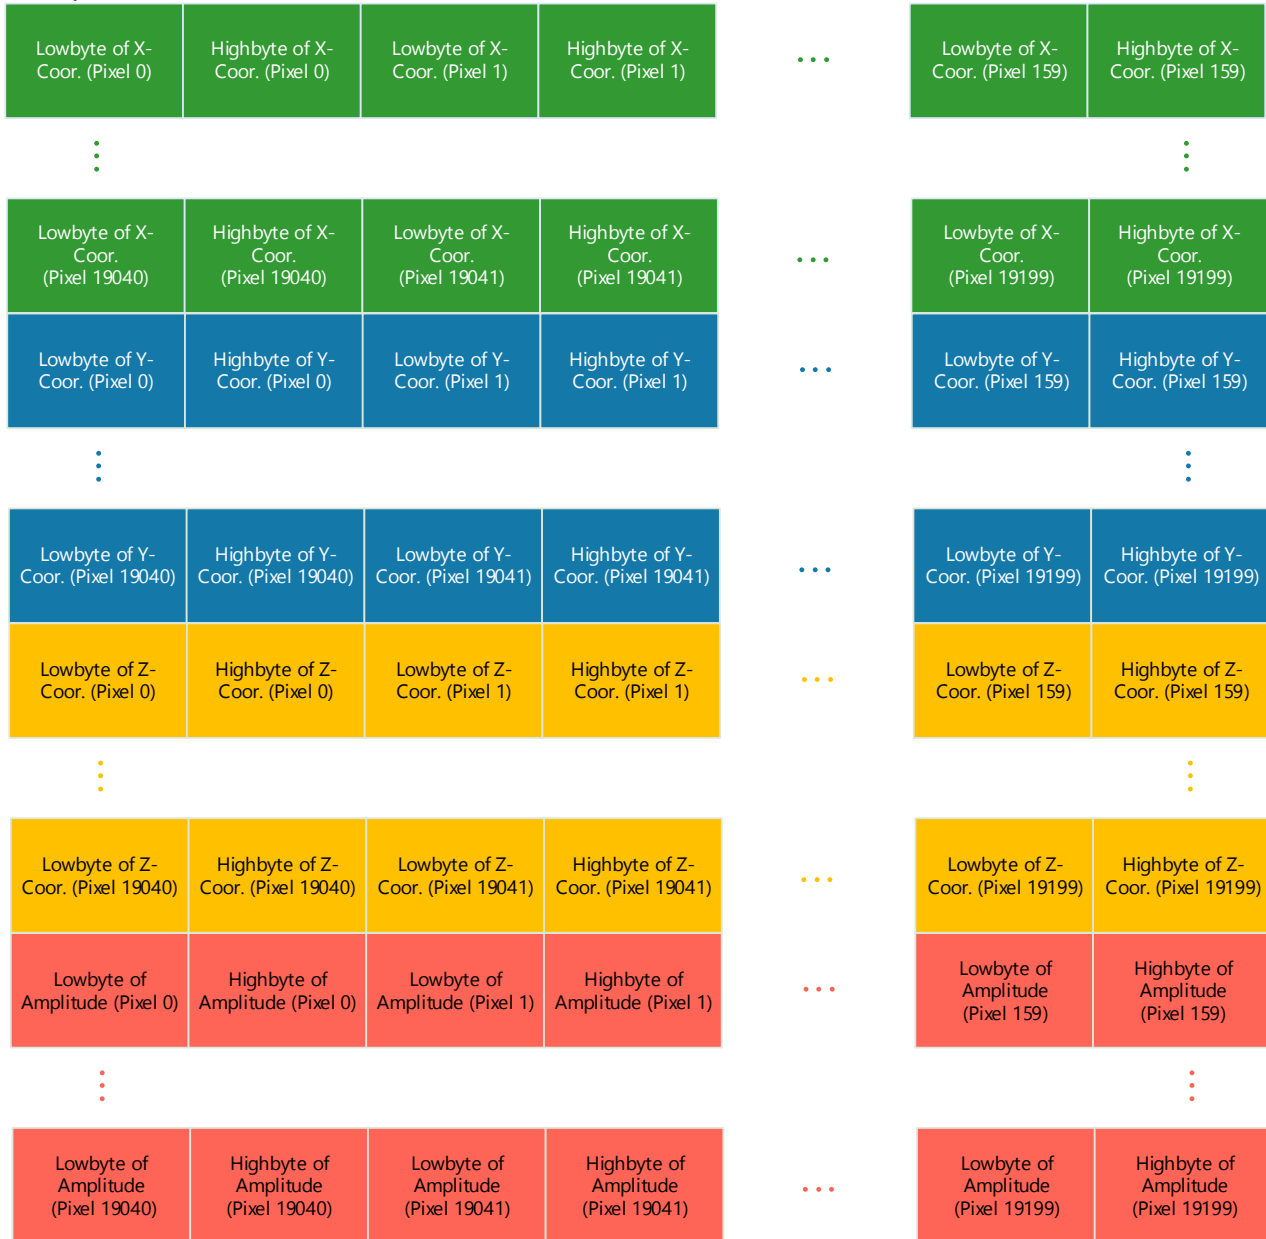 Lowbyte of X-
Coor. (Pixel 0)
Highbyte of X-
Coor. (Pixel 0)
Lowbyte of X-
Coor. (Pixel 1)
Highbyte of X-
Coor. (Pixel 1)
Lowbyte of X-
Coor. (Pixel 159)
Highbyte of X-
Coor. (Pixel 159)
Lowbyte of X-
Coor.
(Pixel 19040)
Highbyte of X-
Coor.
(Pixel 19040)
Lowbyte of X-
Coor.
(Pixel 19041)
Highbyte of X-
Coor.
(Pixel 19041)
Lowbyte of X-
Coor.
(Pixel 19199)
Highbyte of X-
Coor.
(Pixel 19199)
Lowbyte of Y-
Coor. (Pixel 0)
Highbyte of Y-
Coor. (Pixel 0)
Lowbyte of Y-
Coor. (Pixel 1)
Highbyte of Y-
Coor. (Pixel 1)
Lowbyte of Y-
Coor. (Pixel 159)
Highbyte of Y-
Coor. (Pixel 159)
Lowbyte of Y-
Coor. (Pixel 19040)
Highbyte of Y-
Coor. (Pixel 19040)
Lowbyte of Y-
Coor. (Pixel 19041)
Highbyte of Y-
Coor. (Pixel 19041)
Lowbyte of Y-
Coor. (Pixel 19199)
Highbyte of Y-
Coor. (Pixel 19199)
Lowbyte of Z-
Coor. (Pixel 0)
Highbyte of Z-
Coor. (Pixel 0)
Lowbyte of Z-
Coor. (Pixel 1)
Highbyte of Z-
Coor. (Pixel 1)
Lowbyte of Z-
Coor. (Pixel 159)
Highbyte of Z-
Coor. (Pixel 159)
Lowbyte of Z-
Coor. (Pixel 19040)
Highbyte of Z-
Coor. (Pixel 19040)
Lowbyte of Z-
Coor. (Pixel 19041)
Highbyte of Z-
Coor. (Pixel 19041)
Lowbyte of Z-
Coor. (Pixel 19199)
Highbyte of Z-
Coor. (Pixel 19199)
Lowbyte of
Amplitude (Pixel 0)
Highbyte of
Amplitude (Pixel 0)
Lowbyte of
Amplitude (Pixel 1)
Highbyte of
Amplitude (Pixel 1)
Lowbyte of
Amplitude
(Pixel 159)
Highbyte of
Amplitude
(Pixel 159)
Lowbyte of
Amplitude
(Pixel 19040)
Highbyte of
Amplitude
(Pixel 19040)
Lowbyte of
Amplitude
(Pixel 19041)
Highbyte of
Amplitude
(Pixel 19041)
Lowbyte of
Amplitude
(Pixel 19199)
Highbyte of
Amplitude
(Pixel 19199)